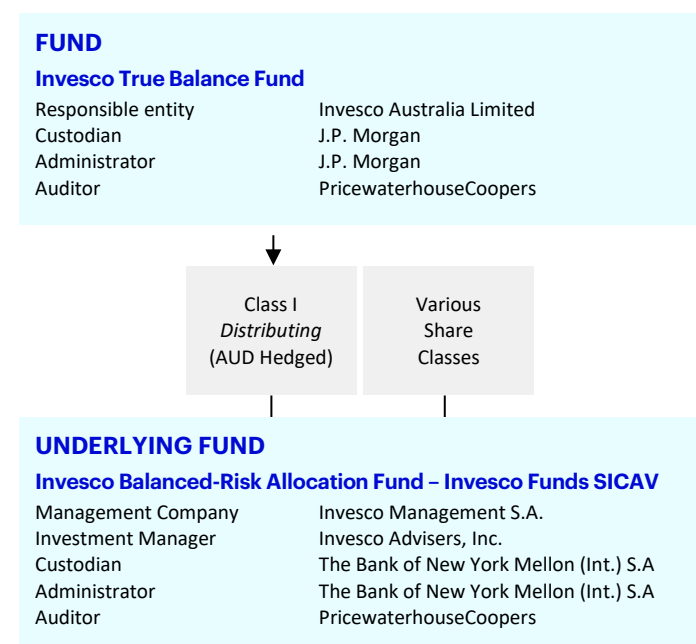 FUND
Invesco True Balance Fund
Responsible entity Invesco Australia Limited
Custodian J.P. Morgan
Administrator J.P. Morgan
Auditor PricewaterhouseCoopers
Class I
Distributing
(AUD Hedged)
Various
Share
Classes
UNDERLYING FUND
Invesco Balanced-Risk Allocation Fund – Invesco Funds SICAV
Management Company Invesco Management S.A.
Investment Manager Invesco Advisers, Inc.
Custodian The Bank of New York Mellon (Int.) S.A
Administrator The Bank of New York Mellon (Int.) S.A
Auditor PricewaterhouseCoopers